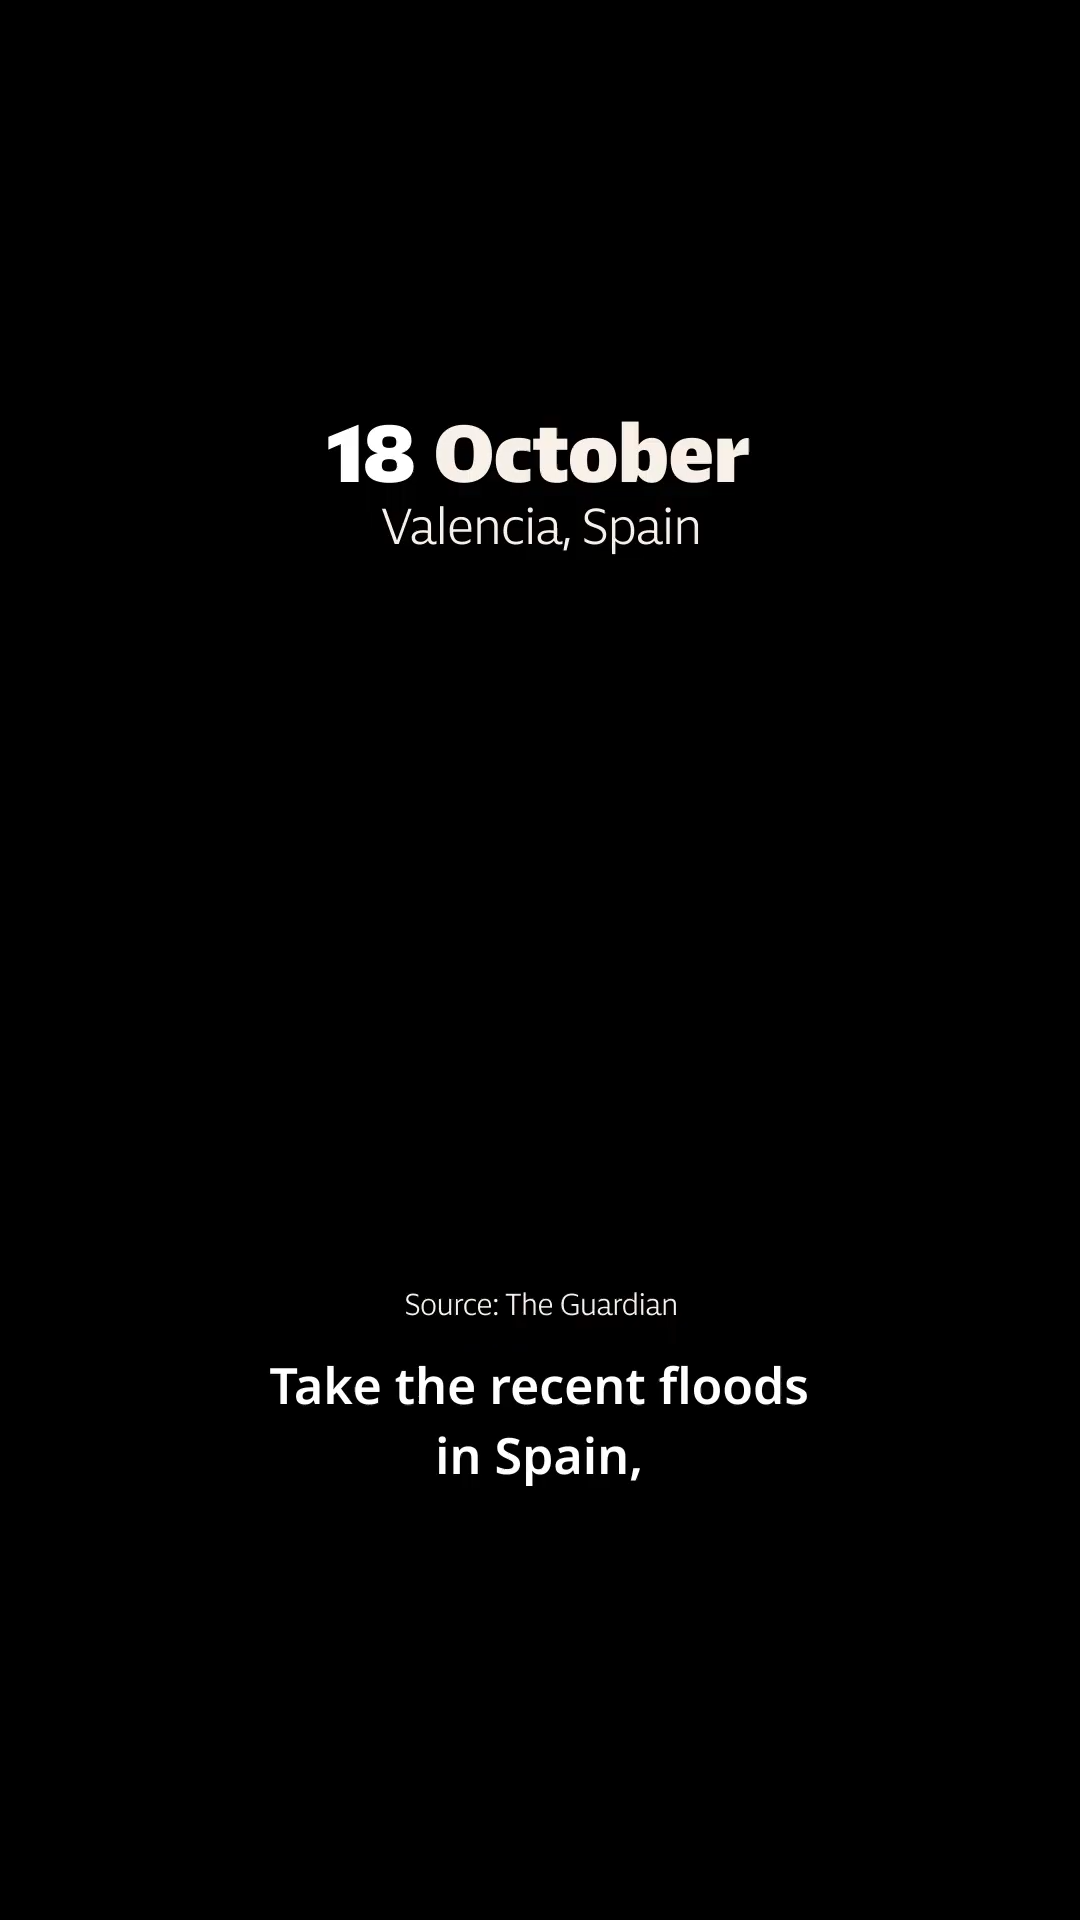 18 October
Valencia, Spain
Source: The Guardian
Take the recent floods
in Spain,